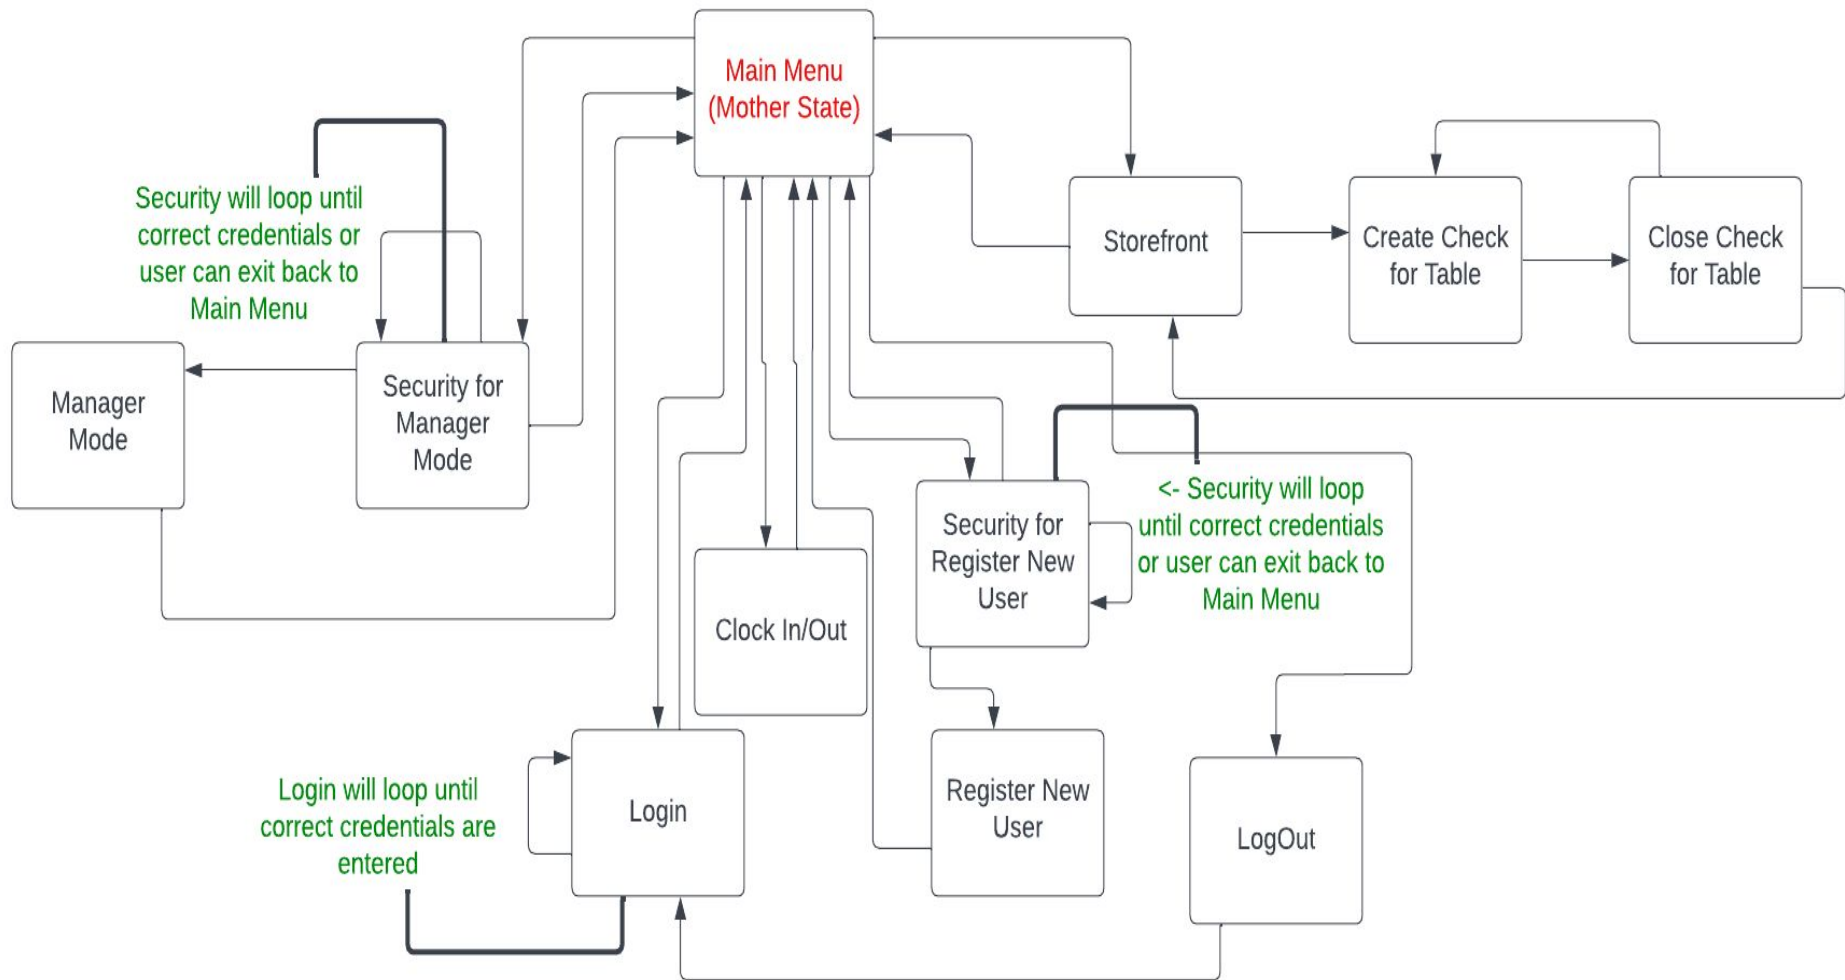 Main Menu
(Mother State)
Security will loop until
correct credentials or
user can exit back to
Main Menu
Storefront
Create Check
for Table
Close Check
for Table
Manager
Mode
Security for
Manager
Mode
Security for
Register New
User
<- Security will loop
until correct credentials
or user can exit back to
Main Menu
Clock In/Out
Login will loop until
correct credentials are
entered
Login
Register New
User
LogOut